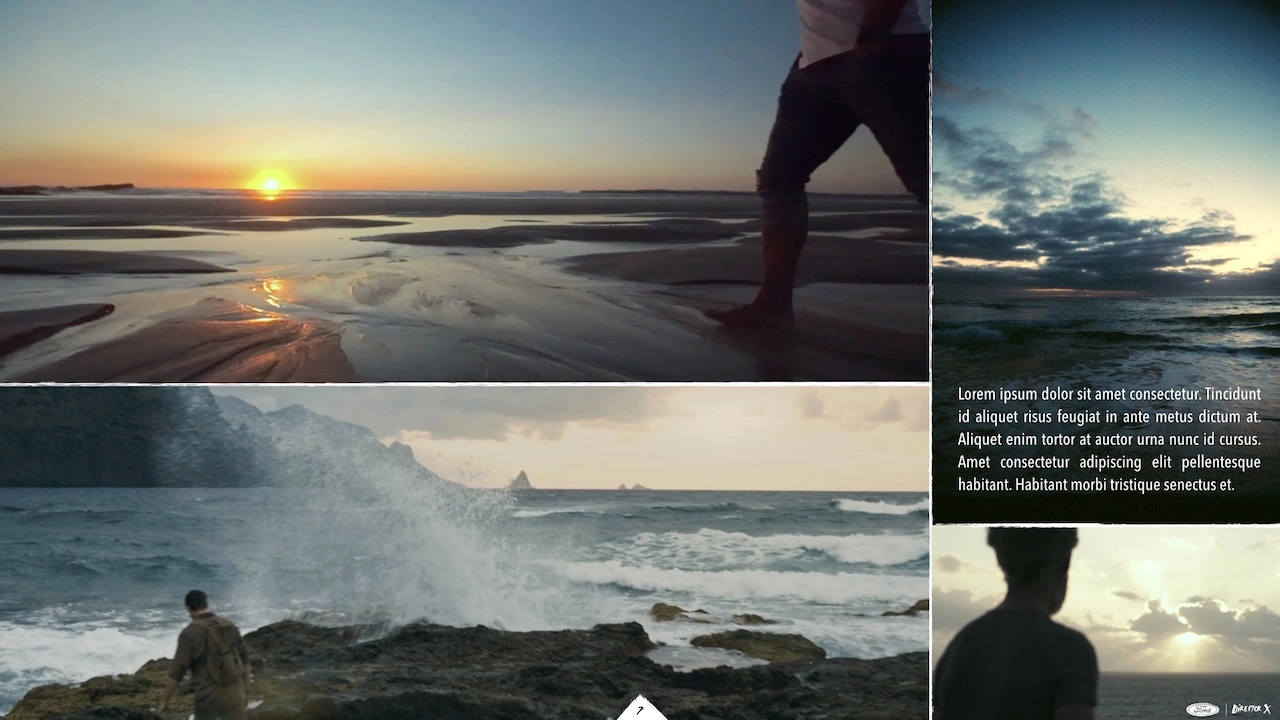 Lorem ipsum dolor sit amet consectetur. Tincidunt
id aliquet risus feugiat in ante metus dictum at.
Aliquet enim tortor at auctor urna nunc id cursus.
Amet consectetur adipiscing elit pellentesque
habitant. Habitant morbi tristique senectus et.
7
Ford | DIRECTOR X